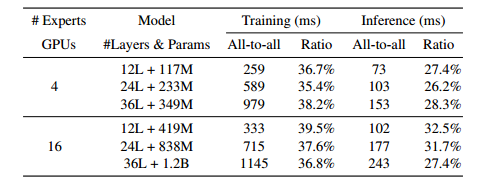 # Experts Model Training (ms) Inference (ms)
GPUs #Layers & Params All-to-all Ratio All-to-all Ratio
12L + 117M 259 36.7% 73 27.4%
4 24L + 233M 589 35.4% 103 26.2%
36L + 349M 979 38.2% 153 28.3%
12L + 419M 333 39.5% 102 32.5%
16 24L + 838M 715 37.6% 177 31.7%
36L + 1.2B 1145 36.8% 243 27.4%